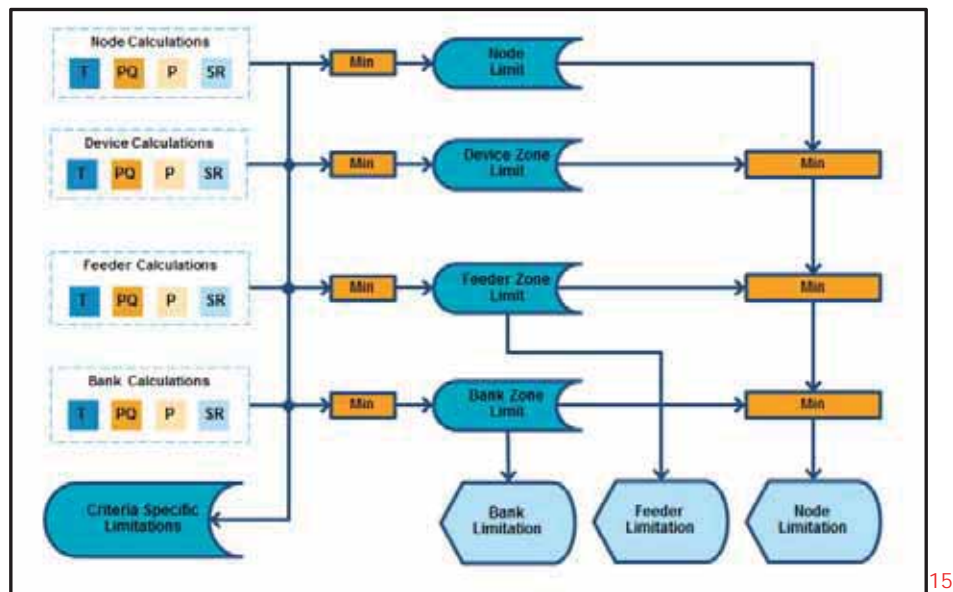 Node Calculations
T PQ P SR
Min
Node
Limit
Device Calculations
T PQ P SR
Min
Device Zone
Limit
Min
Feeder Calculations
T PQ P SR
Min
Feeder Zone
Limit
Min
Bank Calculations
T PQ P SR
Min
Bank Zone
Limit
Min
Criteria Specific
Limitations
Bank
Limitation
Feeder
Limitation
Node
Limitation
15